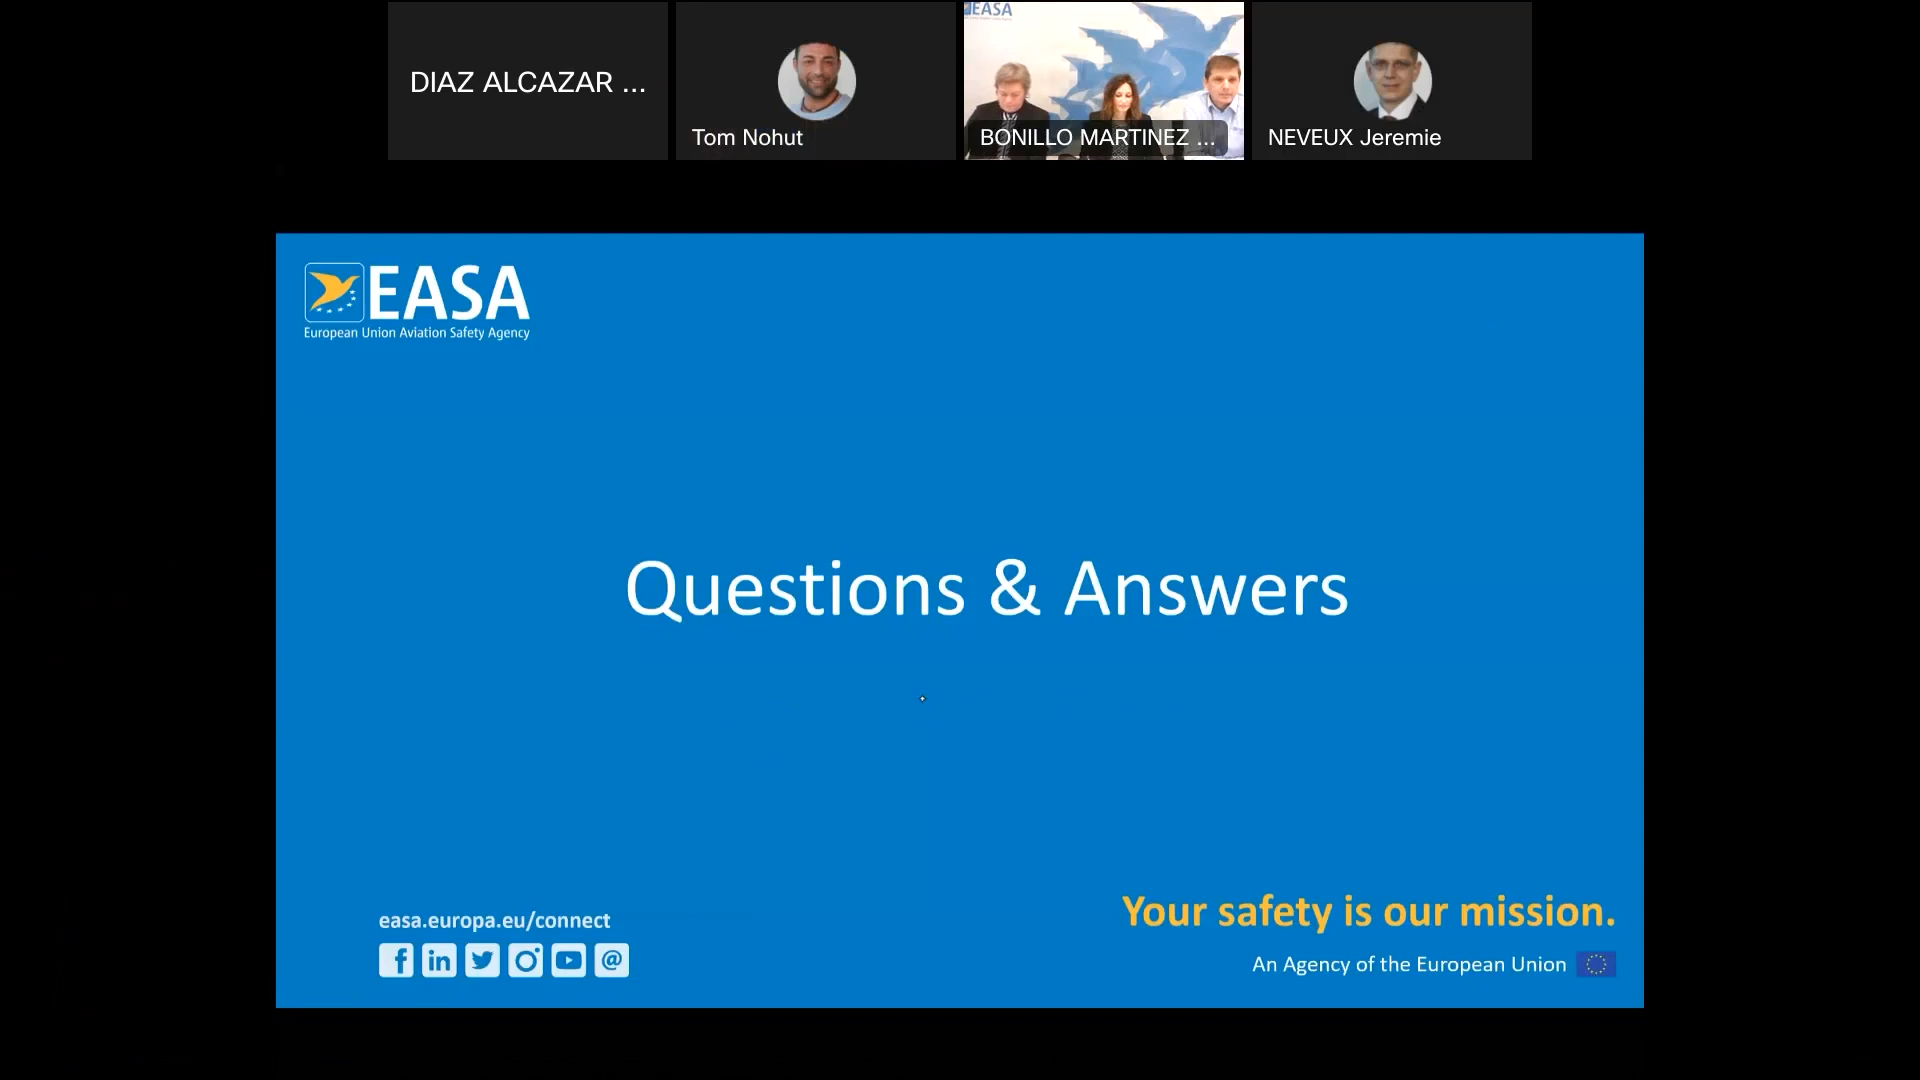 DIAZ ALCAZAR ...
Tom Nohut
EASA
BONILLO MARTINEZ ...
NEVEUX Jeremie
EASA
European Union Aviation Safety Agency
Questions & Answers
easa.europa.eu/connect
Your safety is our mission.
An Agency of the European Union